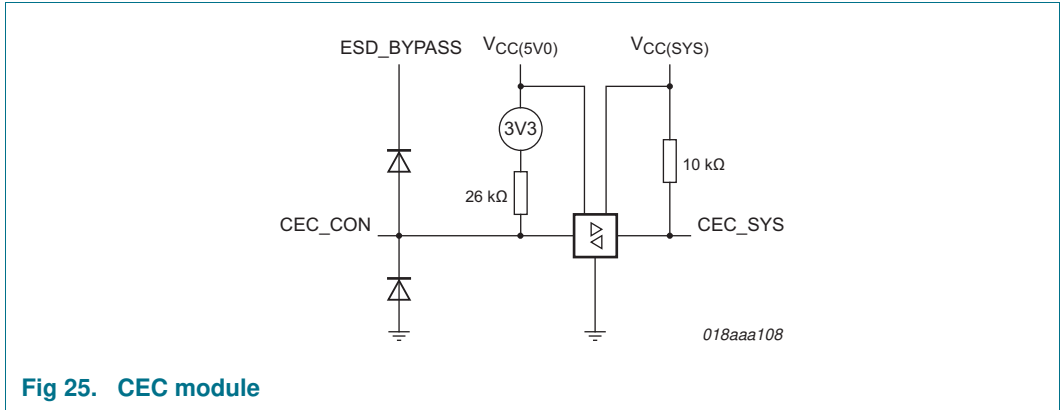 ESD_BYPASS
VCC(5V0)
VCC(SYS)
3V3
10 kΩ
26 kΩ
CEC_CON
CEC_SYS
018aaa108
Fig 25. CEC module